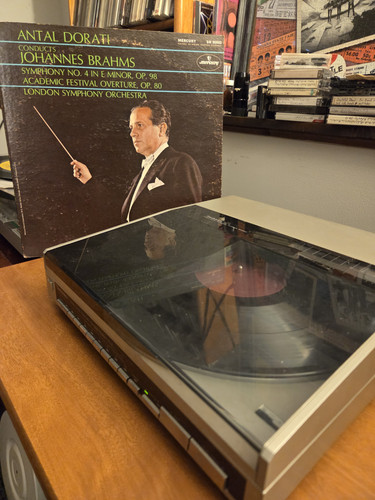 ANTAL DORATI
MERCURY
CONDUCTS
JOHANNES BRAHMS
mercury
SYMPHONY NO. 4 IN E MINOR, OP. 98
ACADEMIC FESTIVAL OVERTURE, OP. 80
LONDON SYMPHONY ORCHESTRA